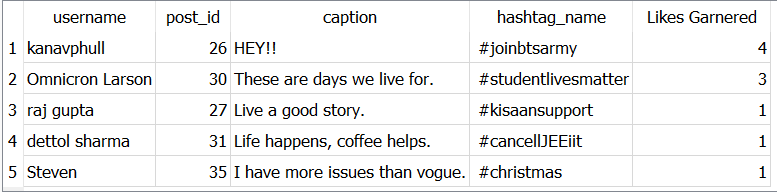 username post_id caption hashtag_name Likes Garnered
1 kanavphull 26 HEY!! #joinbtsarmy 4
2 Omnicron Larson 30 These are days we live for. #studentlivesmatter 3
3 raj gupta 27 Live a good story. #kisaansupport 1
4 dettol sharma 31 Life happens, coffee helps. #cancellJEEiit 1
5 Steven 35 I have more issues than vogue. #christmas 1